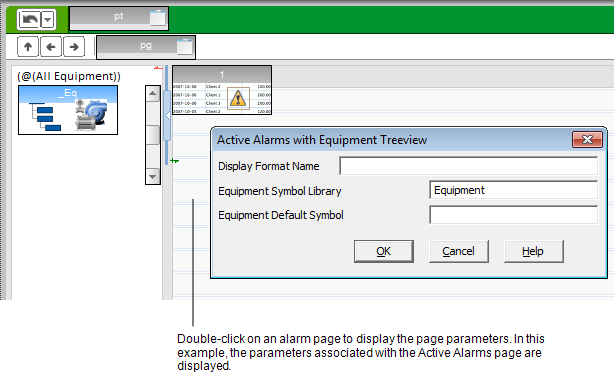 pt
pg
(@(All Equipment))
_Eq
1
2007-10-06 Client 2 100.00
2007-10-06 Client 1 200.00
2007-10-06 Client 3 200.00
2007-10-05 Client 2 120.00
Active Alarms with Equipment Treeview
Display Format Name
Equipment Symbol Library Equipment
Equipment Default Symbol
OK Cancel Help
Double-click on an alarm page to display the page parameters. In this
example, the parameters associated with the Active Alarms page are
displayed.